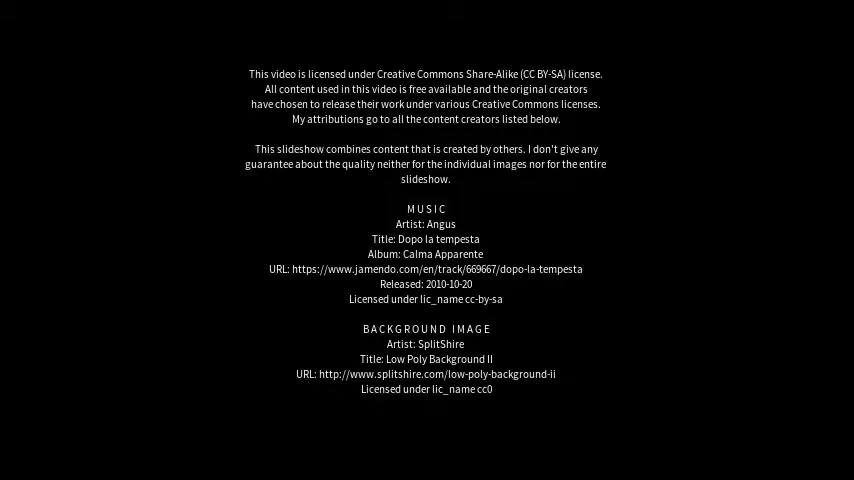 This video is licensed under Creative Commons Share-Alike (CC BY-SA) license.
All content used in this video is free available and the original creators
have chosen to release their work under various Creative Commons licenses.
My attributions go to all the content creators listed below.
This slideshow combines content that is created by others. I don't give any
guarantee about the quality neither for the individual images nor for the entire
slideshow.
MUSIC
Artist: Angus
Title: Dopo la tempesta
Album: Calma Apparente
URL: https://www.jamendo.com/en/track/669667/dopo-la-tempesta
Released: 2010-10-20
Licensed under lic_name cc-by-sa
BACKGROUND IMAGE
Artist: SplitShire
Title: Low Poly Background II
URL: http://www.splitshire.com/low-poly-background-ii
Licensed under lic_name cc0